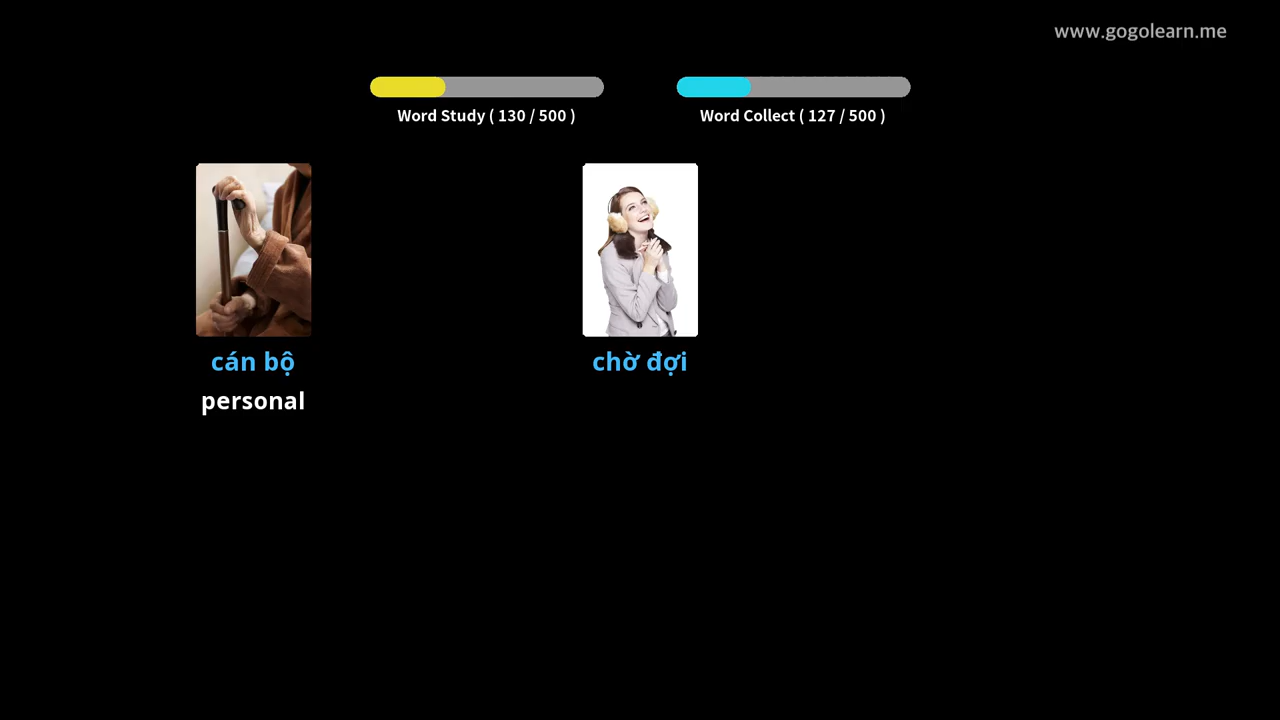 www.gogolearn.me
Word Study ( 130 / 500 )
Word Collect ( 127 / 500 )
cán bộ
chờ đợi
personal